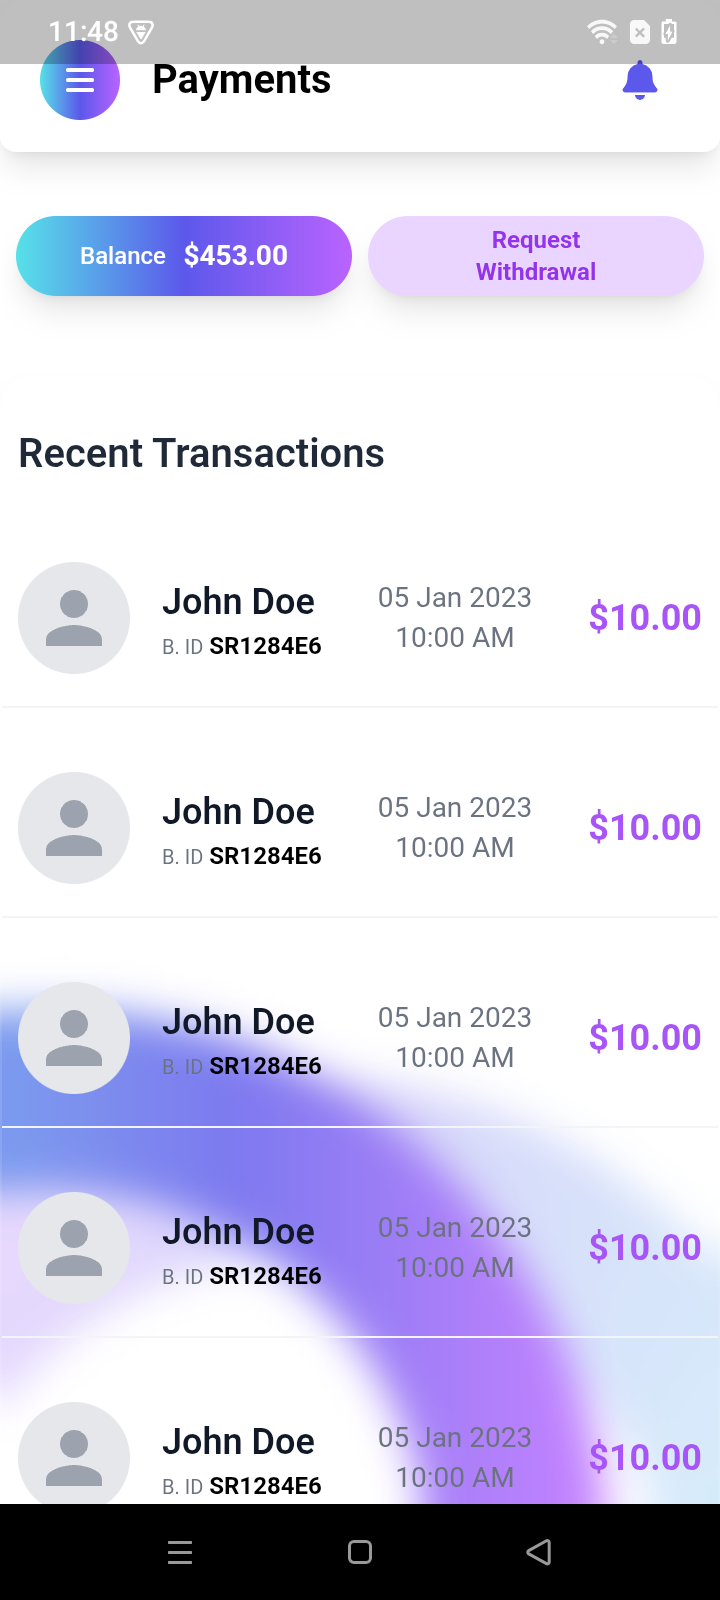 11:48
Payments
Balance $453.00
Request
Withdrawal
Recent Transactions
John Doe
B. ID SR1284E6
05 Jan 2023
10:00 AM
$10.00
John Doe
B. ID SR1284E6
05 Jan 2023
10:00 AM
$10.00
John Doe
B. ID SR1284E6
05 Jan 2023
10:00 AM
$10.00
John Doe
B. ID SR1284E6
05 Jan 2023
10:00 AM
$10.00
John Doe
B. ID SR1284E6
05 Jan 2023
10:00 AM
$10.00